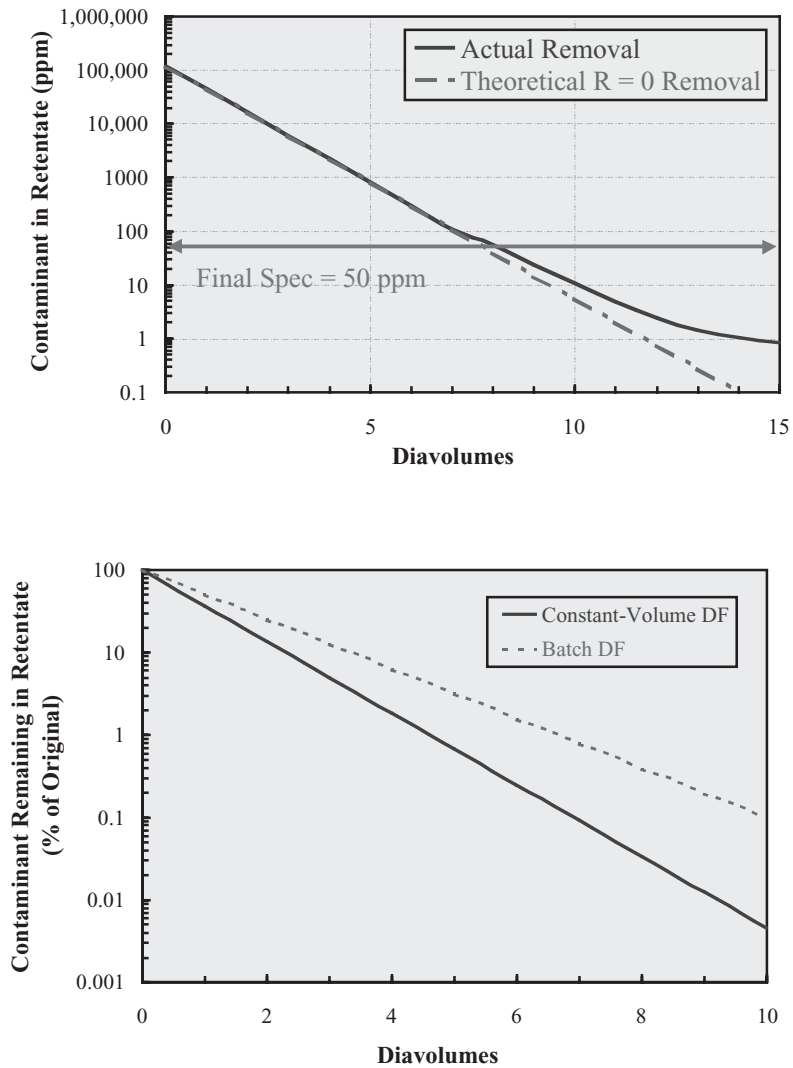 1,000,000
100,000
10,000
1000
100
10
1
0.1
Contaminant in Retentate (ppm)
Actual Removal
Theoretical R = 0 Removal
Final Spec = 50 ppm
0
5
10
15
Diavolumes
100
10
1
0.1
0.01
0.001
Contaminant Remaining in Retentate
(% of Original)
Constant-Volume DF
Batch DF
0
2
4
6
8
10
Diavolumes